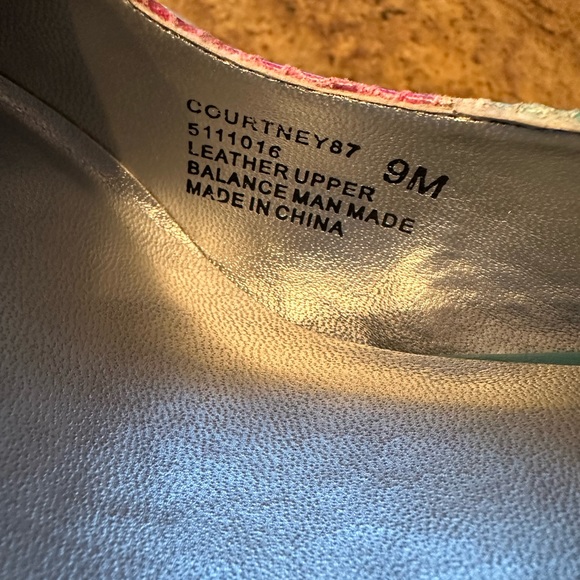 COURTNEY87
5111016 9M
LEATHER UPPER
BALANCE MAN MADE
MADE IN CHINA